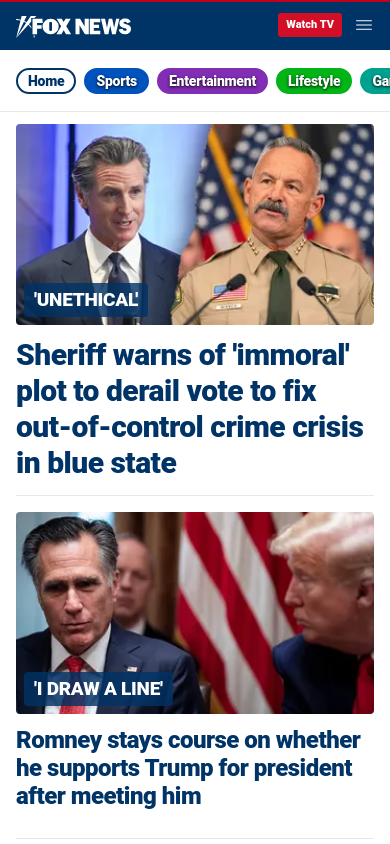 FOX NEWS
Watch TV
Home
Sports
Entertainment
Lifestyle
Ga
'UNETHICAL'
Sheriff warns of 'immoral'
plot to derail vote to fix
out-of-control crime crisis
in blue state
'I DRAW A LINE'
Romney stays course on whether
he supports Trump for president
after meeting him